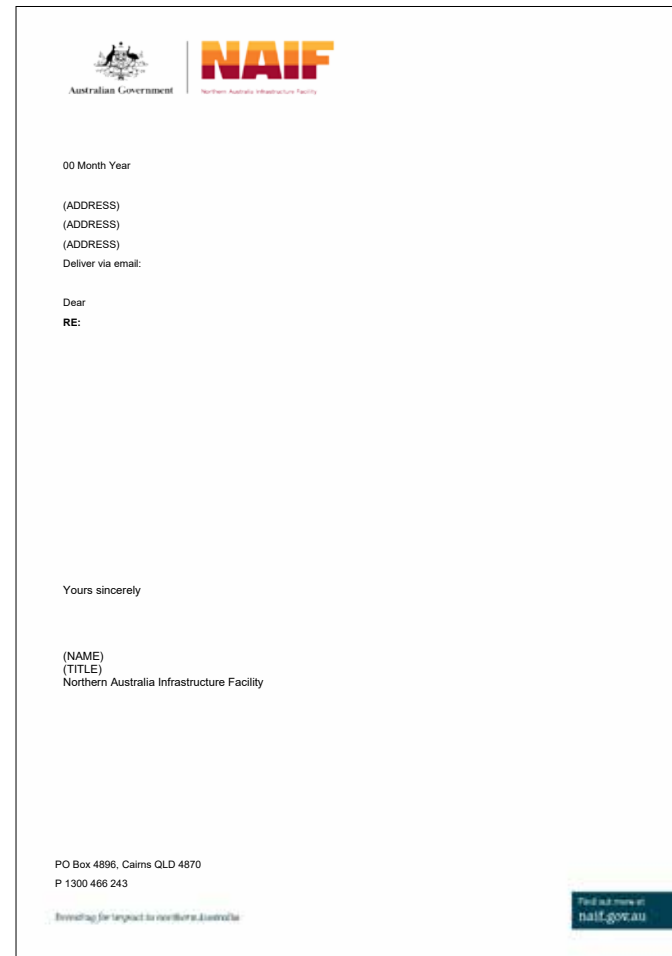 Australian Government
NAIF
Northern Australia Infrastructure Facility
00 Month Year
(ADDRESS)
(ADDRESS)
(ADDRESS)
Deliver via email:
Dear
RE:
Yours sincerely
(NAME)
(TITLE)
Northern Australia Infrastructure Facility
PO Box 4896, Cairns QLD 4870
P 1300 466 243
Investing for impact in northern Australia
Find out more at
naif.gov.au